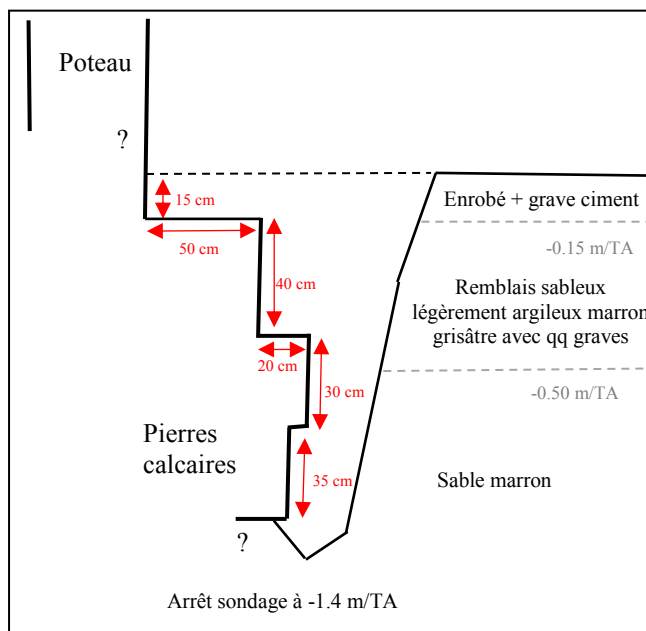 Poteau
?
15 cm
50 cm
40 cm
20 cm
30 cm
35 cm
Pierres
calcaires
?
Enrobé + grave ciment
-0.15 m/TA
Remblais sableux
légèrement argileux marron
grisâtre avec qq graves
-0.50 m/TA
Sable marron
Arrêt sondage à -1.4 m/TA